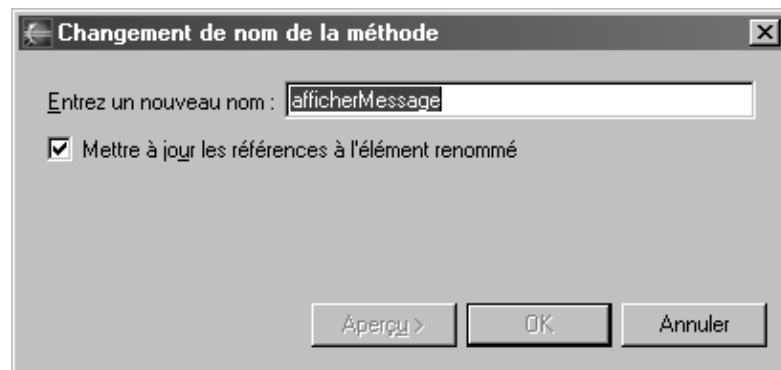 Changement de nom de la méthode
Entrez un nouveau nom : afficherMessage
Mettre à jour les références à l'élément renommé
Aperçu > OK Annuler